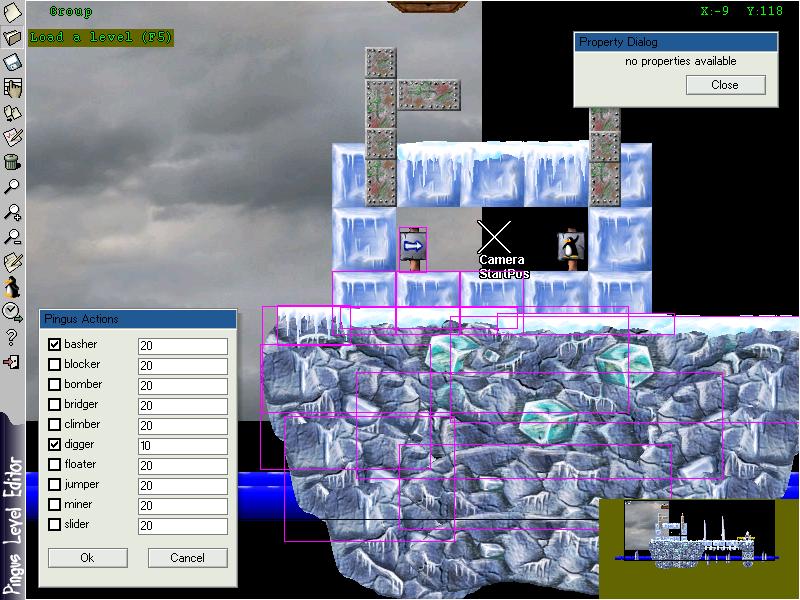 Group
X:-9 Y:118
Load a level (F5)
Property Dialog
no properties available
Close
Camera
StartPos
Pingus Actions
basher 20
blocker 20
bomber 20
bridger 20
climber 20
digger 10
floater 20
jumper 20
miner 20
slider 20
Ok Cancel
Pingus Level Editor